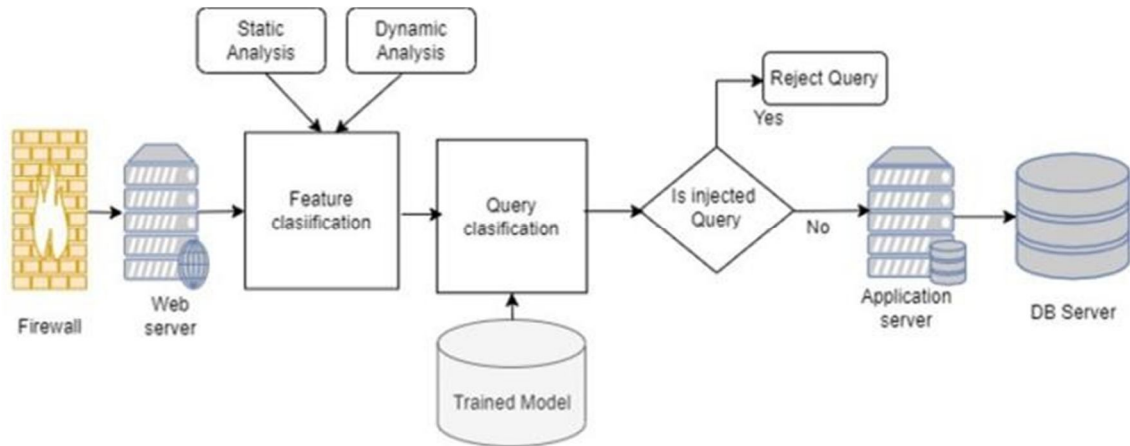 Static
Analysis
Dynamic
Analysis
Reject Query
Yes
Feature
clasiification
Query
clasification
Is injected
Query
No
Firewall
Web
server
Application
server
DB Server
Trained Model